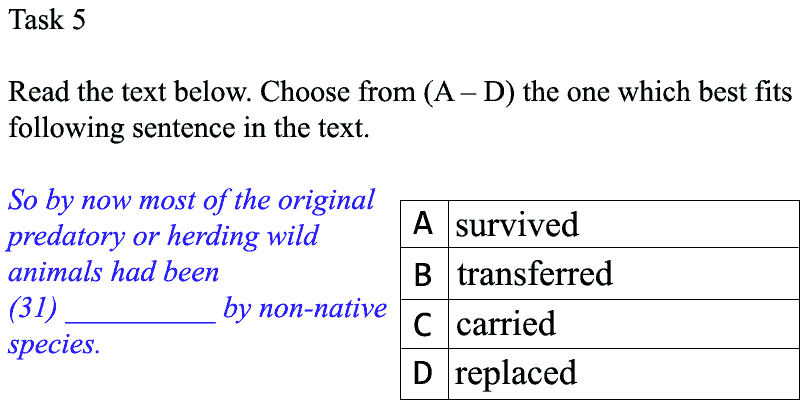 Task 5
Read the text below. Choose from (A – D) the one which best fits
following sentence in the text.
So by now most of the original
predatory or herding wild
animals had been
(31) __________ by non-native
species.
A survived
B transferred
C carried
D replaced